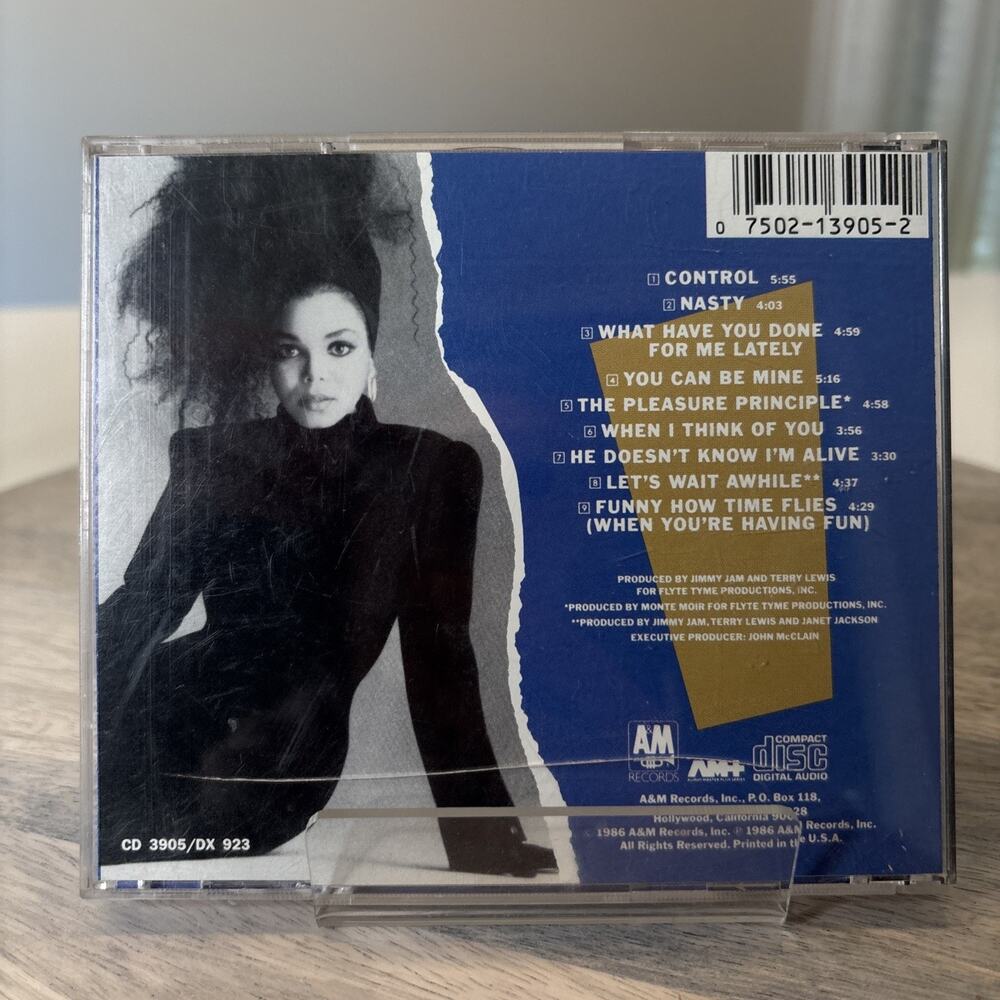 0 7502-13905-2
1 CONTROL 5:55
2 NASTY 4:03
3 WHAT HAVE YOU DONE 4:59
FOR ME LATELY
4 YOU CAN BE MINE 5:16
5 THE PLEASURE PRINCIPLE* 4:58
6 WHEN I THINK OF YOU 3:56
7 HE DOESN'T KNOW I'M ALIVE 3:30
8 LET'S WAIT AWHILE** 4:37
9 FUNNY HOW TIME FLIES 4:29
(WHEN YOU'RE HAVING FUN)
PRODUCED BY JIMMY JAM AND TERRY LEWIS
FOR FLYTE TYME PRODUCTIONS, INC.
*PRODUCED BY MONTE MOIR FOR FLYTE TYME PRODUCTIONS, INC.
**PRODUCED BY JIMMY JAM, TERRY LEWIS AND JANET JACKSON
EXECUTIVE PRODUCER: JOHN McCLAIN
A&M
RECORDS
AM+
COMPACT
disc
DIGITAL AUDIO
A&M Records, Inc., P.O. Box 118,
Hollywood, California
1986 A&M Records, Inc. ℗ 1986 A&M Records, Inc.
All Rights Reserved. Printed in the U.S.A.
CD 3905/DX 923